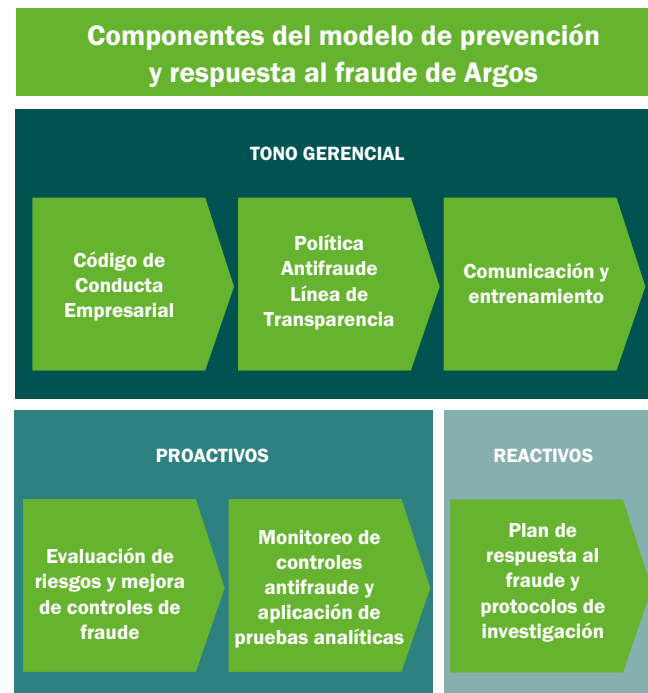 Componentes del modelo de prevención
y respuesta al fraude de Argos
TONO GERENCIAL
Código de
Conducta
Empresarial
Política
Antifraude
Línea de
Transparencia
Comunicación y
entrenamiento
PROACTIVOS
Evaluación de
riesgos y mejora
de controles de
fraude
Monitoreo de
controles
antifraude y
aplicación de
pruebas analíticas
REACTIVOS
Plan de
respuesta al
fraude y
protocolos de
investigación